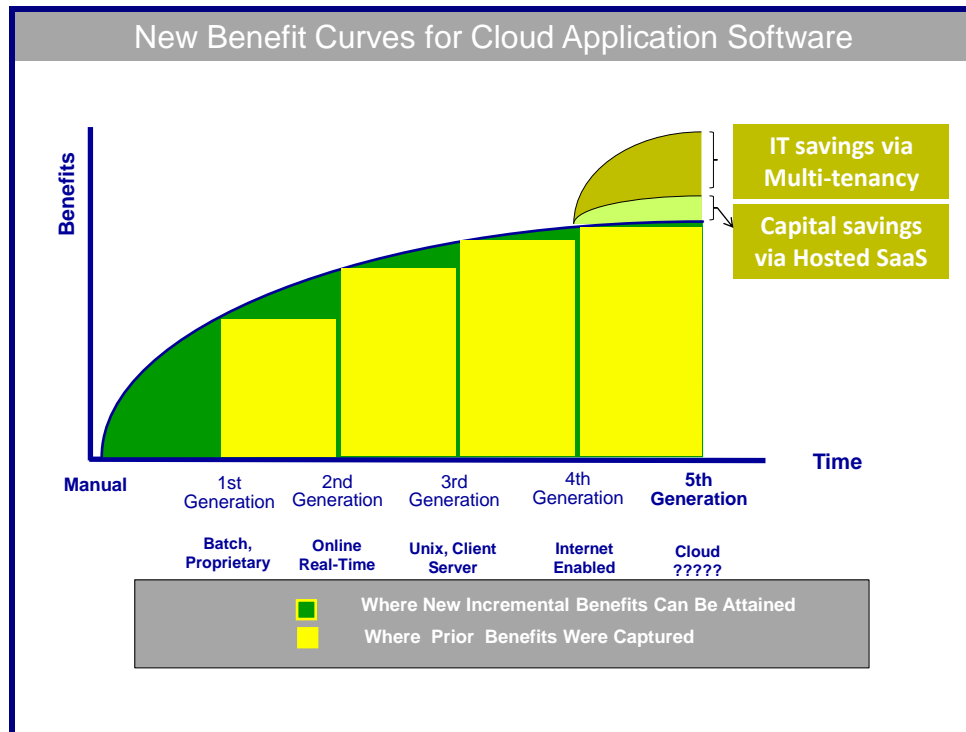 New Benefit Curves for Cloud Application Software
Benefits
IT savings via
Multi-tenancy
Capital savings
via Hosted SaaS
Time
Manual
1st
Generation
2nd
Generation
3rd
Generation
4th
Generation
5th
Generation
Batch,
Proprietary
Online
Real-Time
Unix, Client
Server
Internet
Enabled
Cloud
?????
Where New Incremental Benefits Can Be Attained
Where Prior Benefits Were Captured